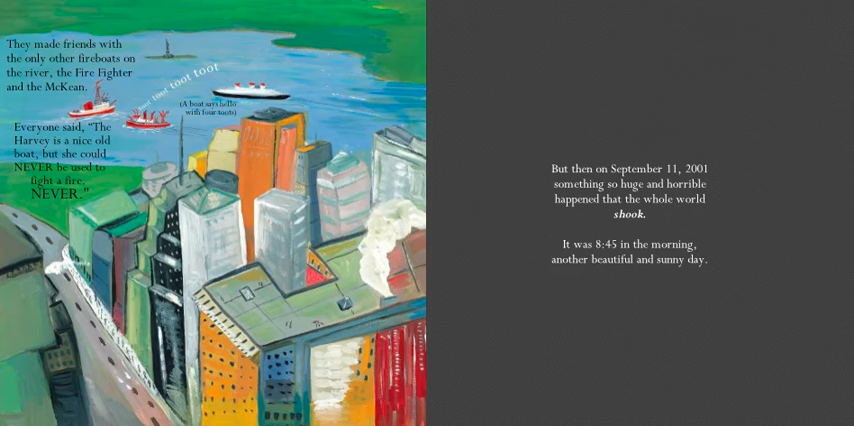 They made friends with
the only other fireboats on
the river, the Fire Fighter
and the McKean.
toot toot toot toot
(A boat says hello
with four toots)
Everyone said, “The
Harvey is a nice old
boat, but she could
NEVER be used to
fight a fire.
NEVER.”
But then on September 11, 2001
something so huge and horrible
happened that the whole world
shook.
It was 8:45 in the morning,
another beautiful and sunny day.